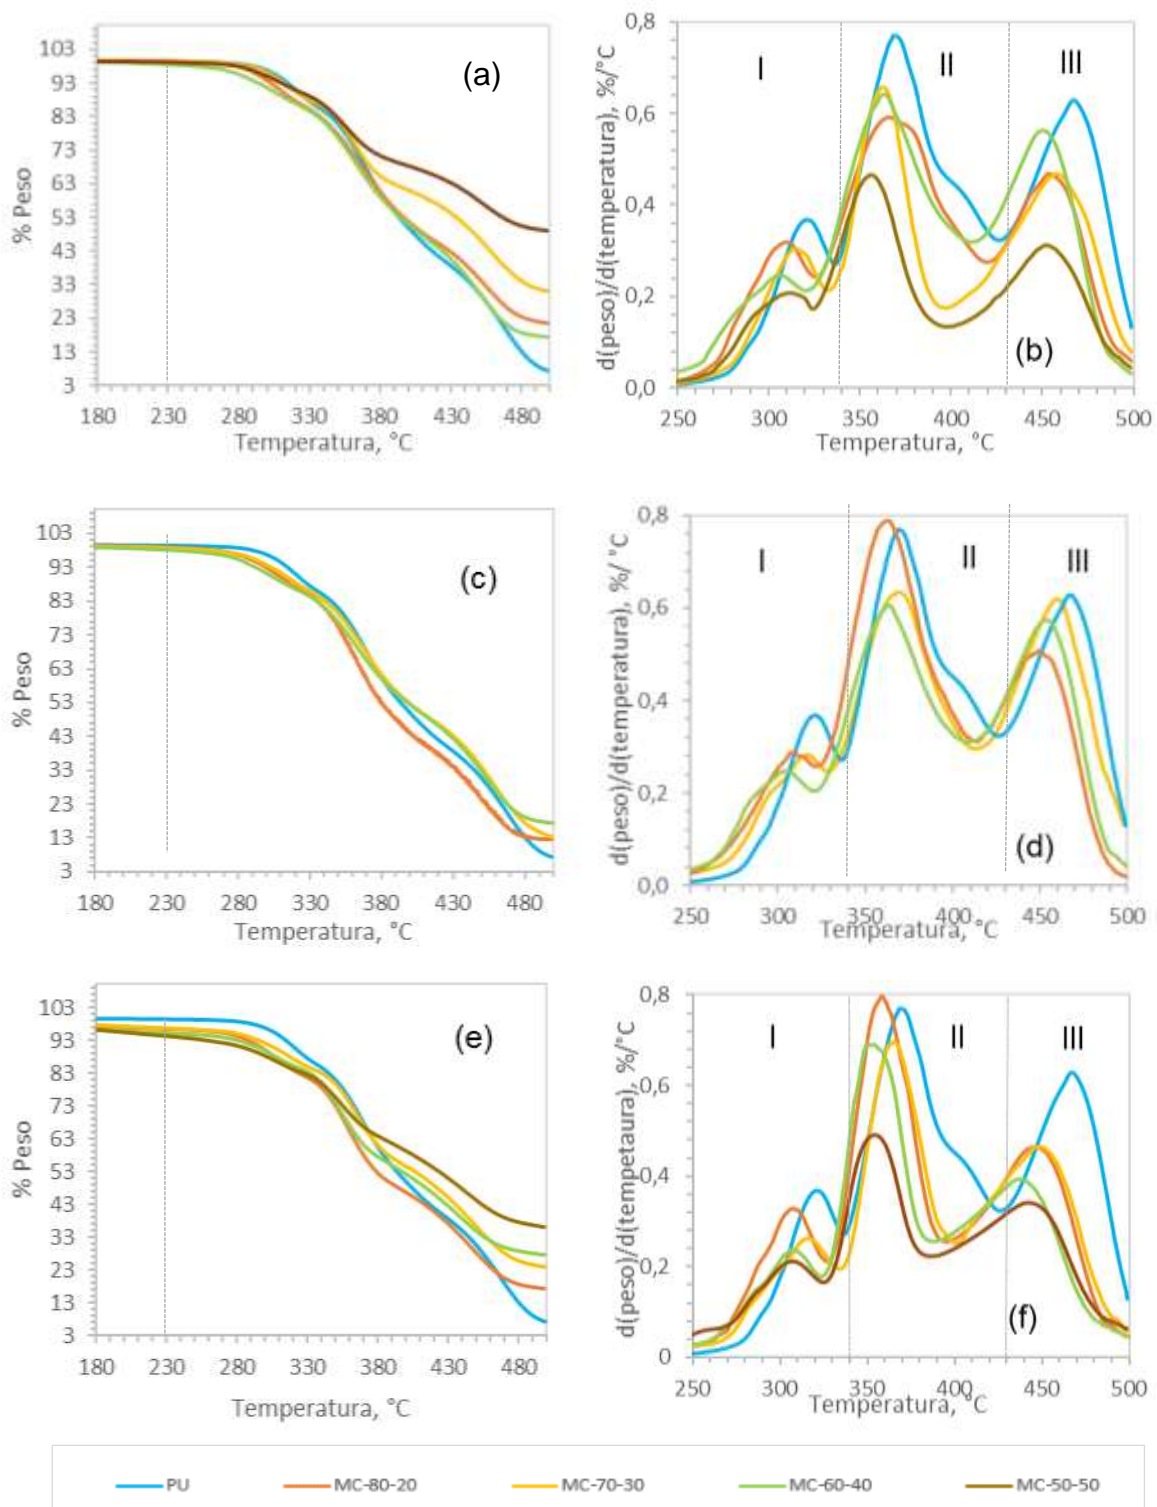 (a)
% Peso
103
93
83
73
63
53
43
33
23
13
3
180 230 280 330 380 430 480
Temperatura, °C
(b)
d(peso)/d(temperatura), %/°C
0,8
0,6
0,4
0,2
0,0
I II III
250 300 350 400 450 500
Temperatura, °C
(c)
% Peso
103
93
83
73
63
53
43
33
23
13
3
180 230 280 330 380 430 480
Temperatura, °C
(d)
d(peso)/d(temperatura), %/ °C
0,8
0,6
0,4
0,2
0,0
I II III
250 300 350 400 450 500
Temperatura, °C
(e)
% Peso
103
93
83
73
63
53
43
33
23
13
3
180 230 280 330 380 430 480
Temperatura, °C
(f)
d(peso)/d(tempetaura), %/°C
0,8
0,6
0,4
0,2
0
I II III
250 300 350 400 450 500
Temperatura, °C
PU MC-80-20 MC-70-30 MC-60-40 MC-50-50